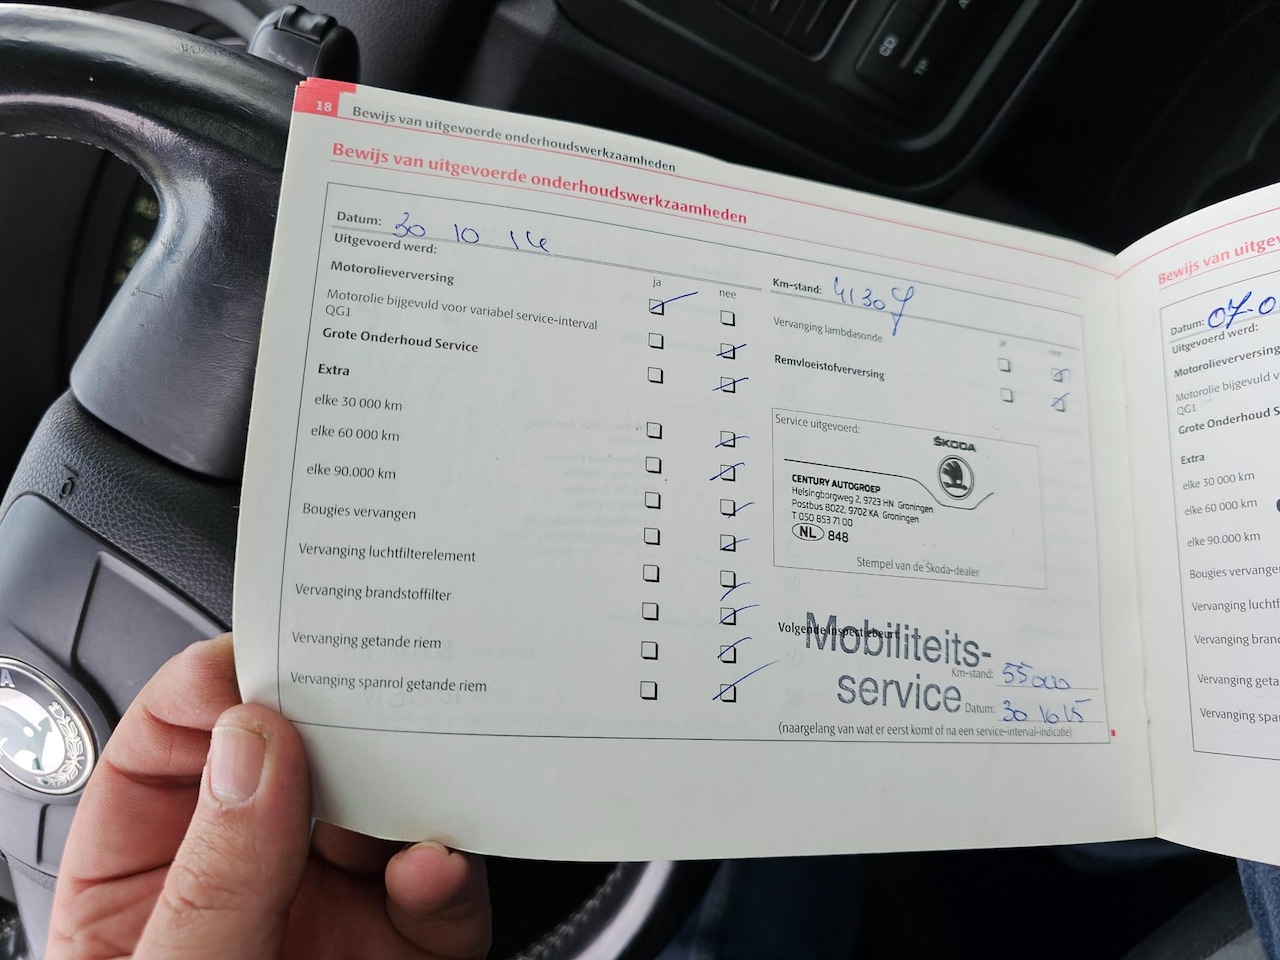 18 Bewijs van uitgevoerde onderhoudswerkzaamheden
Bewijs van uitgevoerde onderhoudswerkzaamheden
Datum: 30 10 14
Uitgevoerd werd:
ja nee
Motorolieverversing
Motorolie bijgevuld voor variabel service-interval
QG1
Grote Onderhoud Service
Extra
elke 30 000 km
elke 60 000 km
elke 90.000 km
Bougies vervangen
Vervanging luchtfilterelement
Vervanging brandstoffilter
Vervanging getande riem
Vervanging spanrol getande riem
Km-stand: 41309
ja nee
Vervanging lambdasonde
Remvloeistofverversing
Service uitgevoerd:
ŠKODA
CENTURY AUTOGROEP
Helsingborgweg 2, 9723 HN Groningen
Postbus 8022, 9702 KA Groningen
T 050 853 71 00
NL 848
Stempel van de Škoda-dealer
Volgende inspectiebeurt
Mobiliteits-
service
Km-stand: 55000
Datum: 30 10 15
(naargelang van wat er eerst komt of na een service-interval-indicatie)
Bewijs van uitgev
Datum: 07 0
Uitgevoerd werd:
Motorolieverversing
Motorolie bijgevuld v
QG1
Grote Onderhoud S
Extra
elke 30 000 km
elke 60 000 km
elke 90.000 km
Bougies vervangen
Vervanging luchtf
Vervanging bran
Vervanging geta
Vervanging spa
CD
TP